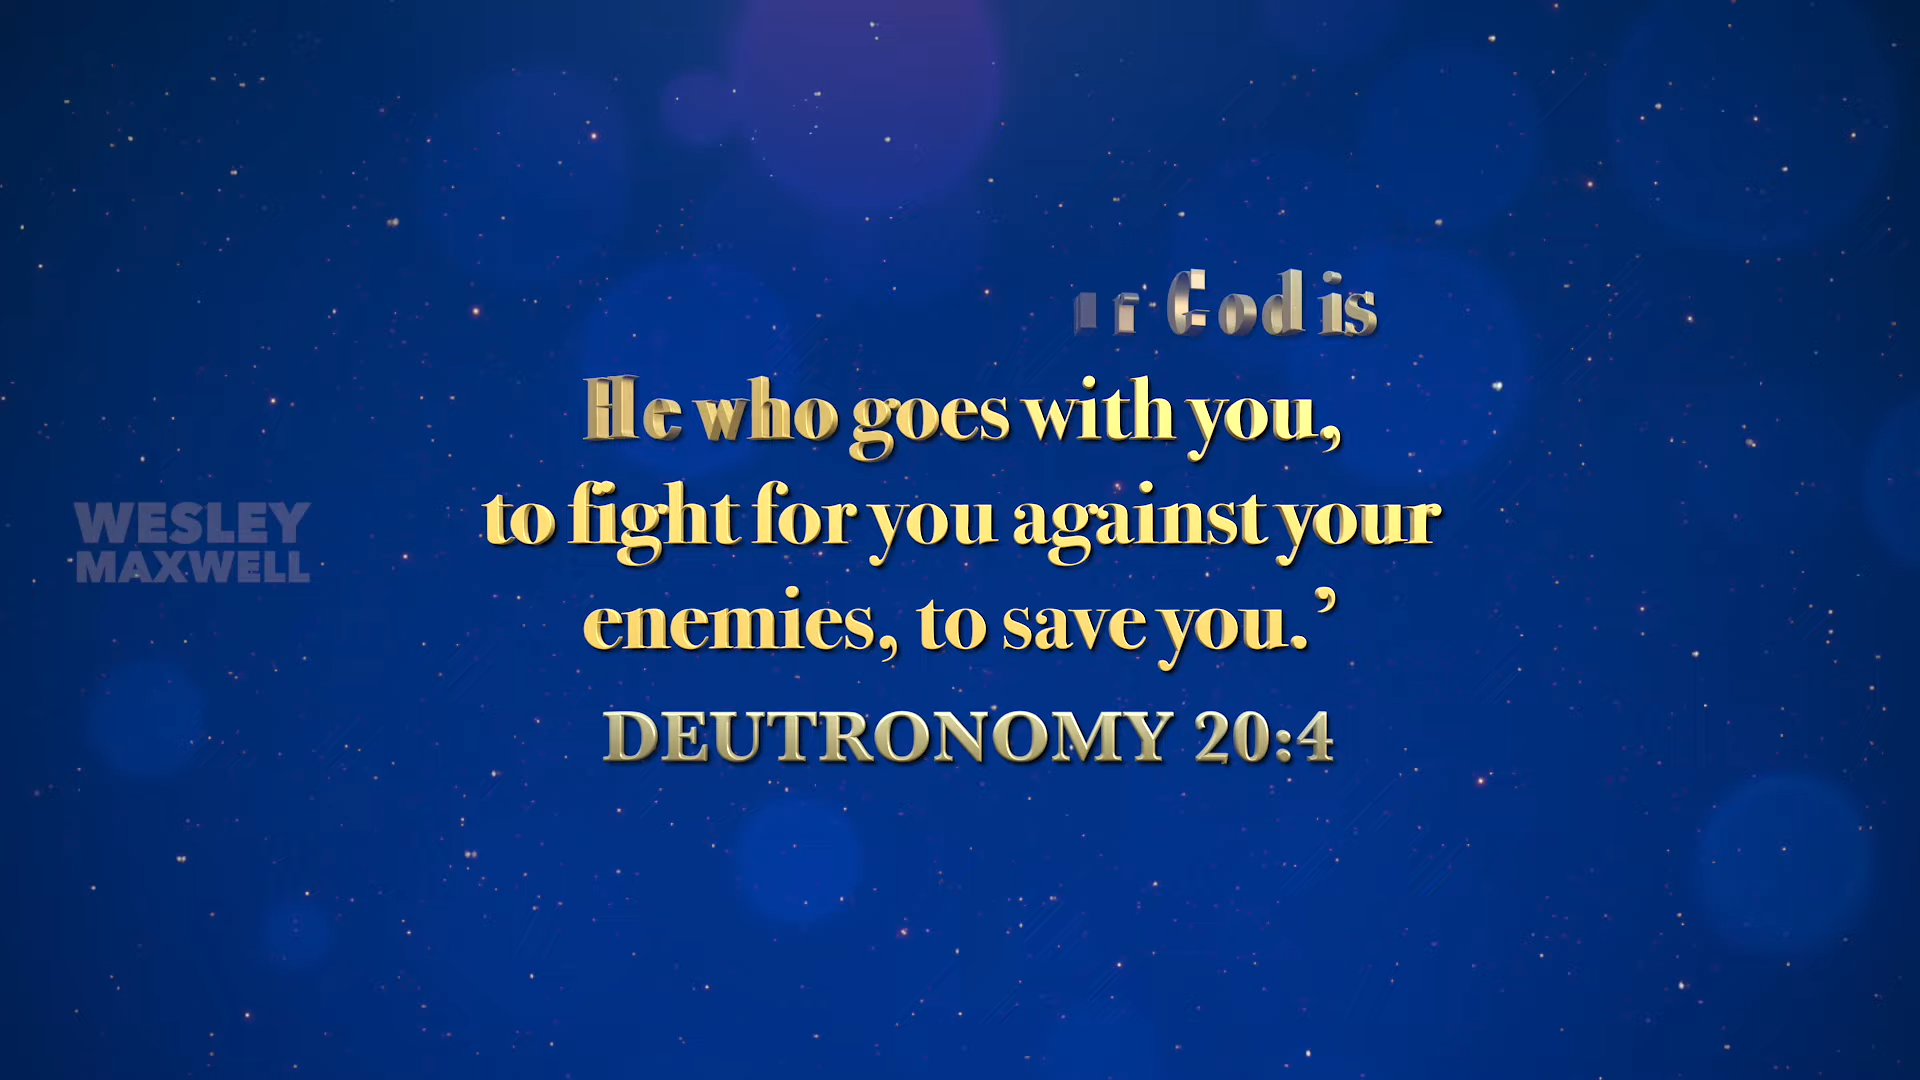 God is
He who goes with you,
to fight for you against your
enemies, to save you.’
DEUTRONOMY 20:4
WESLEY
MAXWELL